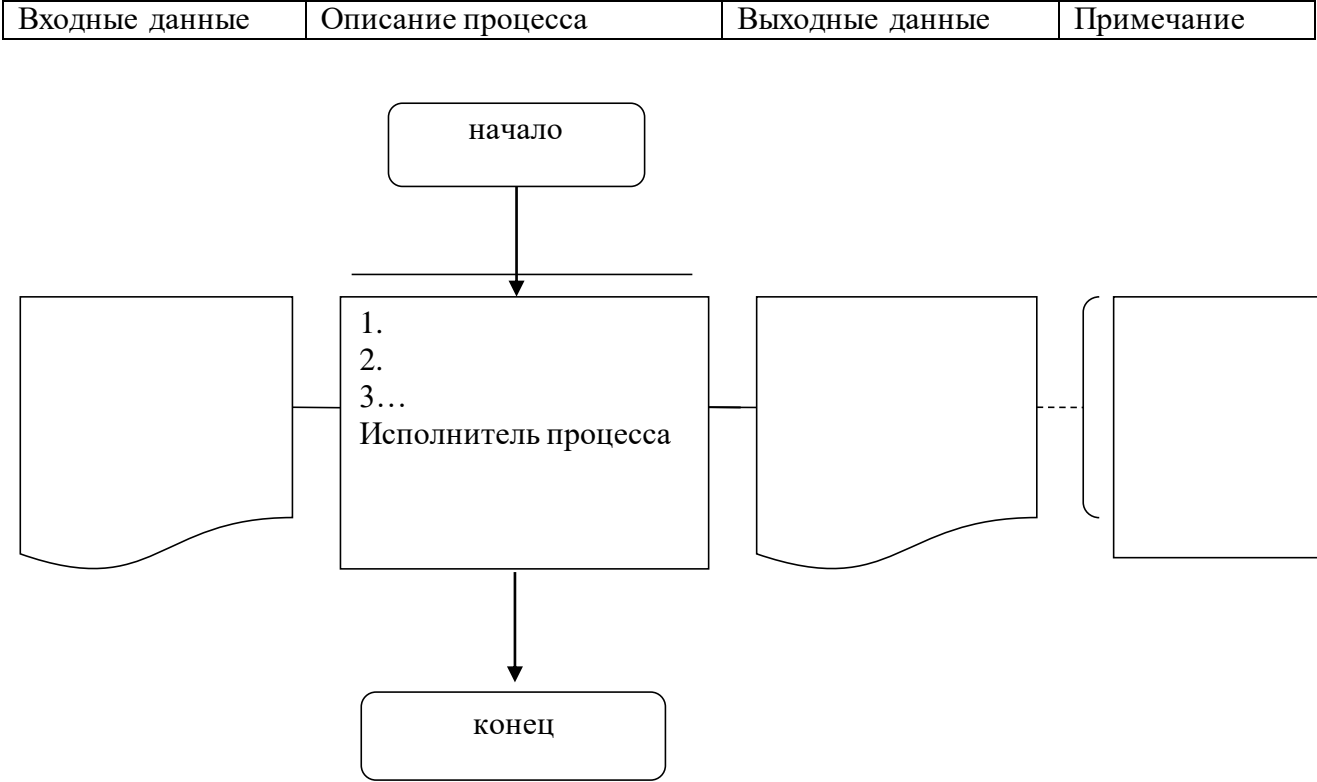 Входные данные
Описание процесса
Выходные данные
Примечание
начало
1.
2.
3…
Исполнитель процесса
конец